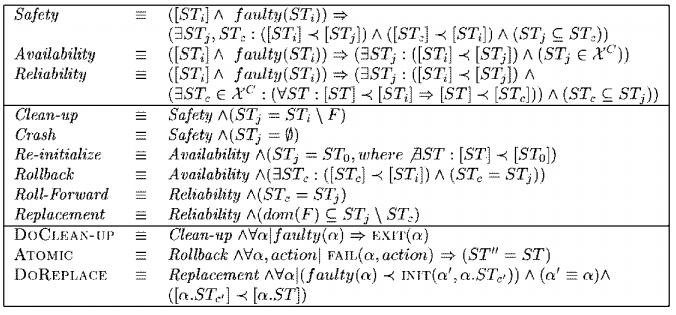 Safety ≡ ([ST_i] ∧ faulty(ST_i)) ⇒
(∃ST_j, ST_c : ([ST_i] ≺ [ST_j]) ∧ ([ST_c] ≺ [ST_i]) ∧ (ST_j ⊆ ST_c))
Availability ≡ ([ST_i] ∧ faulty(ST_i)) ⇒ (∃ST_j : ([ST_i] ≺ [ST_j]) ∧ (ST_j ∈ 𝒳^C))
Reliability ≡ ([ST_i] ∧ faulty(ST_i)) ⇒ (∃ST_j : ([ST_i] ≺ [ST_j]) ∧
(∃ST_c ∈ 𝒳^C : (∀ST : [ST] ≺ [ST_i] ⇒ [ST] ≺ [ST_c])) ∧ (ST_c ⊆ ST_j))
Clean-up ≡ Safety ∧(ST_j = ST_i \ F)
Crash ≡ Safety ∧(ST_j = ∅)
Re-initialize ≡ Availability ∧(ST_j = ST_0, where ∄ST : [ST] ≺ [ST_0])
Rollback ≡ Availability ∧(∃ST_c : ([ST_c] ≺ [ST_i]) ∧ (ST_c = ST_j))
Roll-Forward ≡ Reliability ∧(ST_c = ST_j)
Replacement ≡ Reliability ∧(dom(F) ⊆ ST_j \ ST_c)
DOCLEAN-UP ≡ Clean-up ∧∀α|faulty(α) ⇒ EXIT(α)
ATOMIC ≡ Rollback ∧∀α, action| FAIL(α, action) ⇒ (ST″ = ST)
DOREPLACE ≡ Replacement ∧∀α|(faulty(α) ≺ INIT(α′, α.ST_c′)) ∧ (α′ ≡ α)∧
([α.ST_c′] ≺ [α.ST])